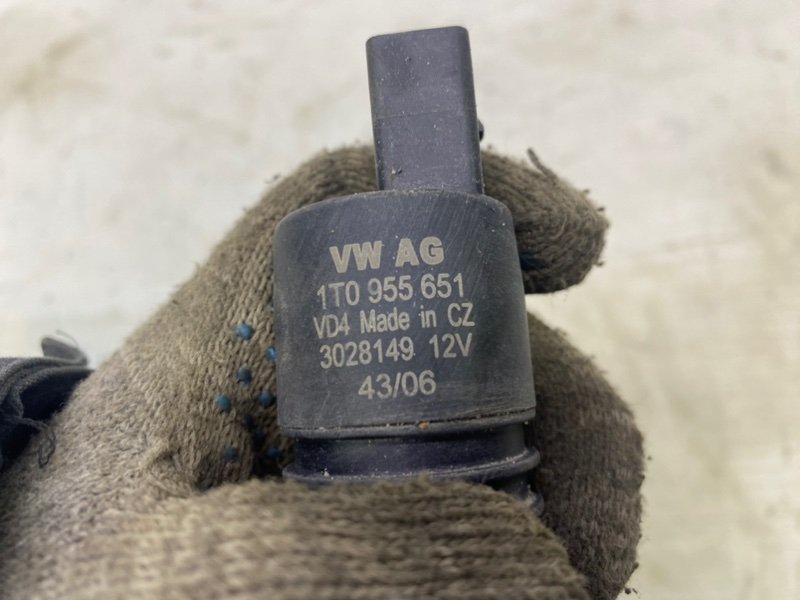 VW AG
1T0 955 651
VD4 Made in CZ
3028149 12V
43/06